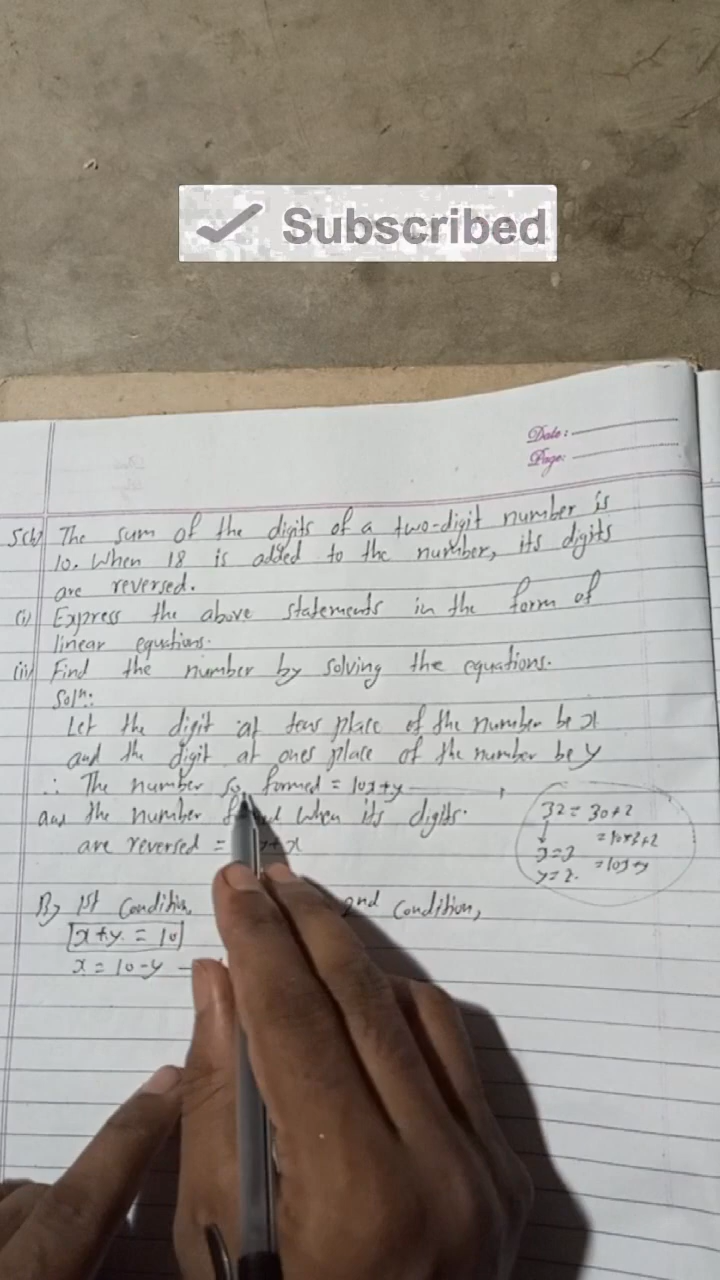 Subscribed
Date:
Page:
5(b) The sum of the digits of a two-digit number is
10. When 18 is added to the number, its digits
are reversed.
(i) Express the above statements in the form of
linear equations.
(ii) Find the number by solving the equations.
Solⁿ:
Let the digit at tens place of the number be x
and the digit at ones place of the number be y
∴ The number so formed = 10x+y
and the number when its digits
are reversed = y+x
32 = 30+2
= 10×3+2
x=3
= 10x+y
y=2.
By 1st Condition, 2nd Condition,
x+y = 10
x = 10-y